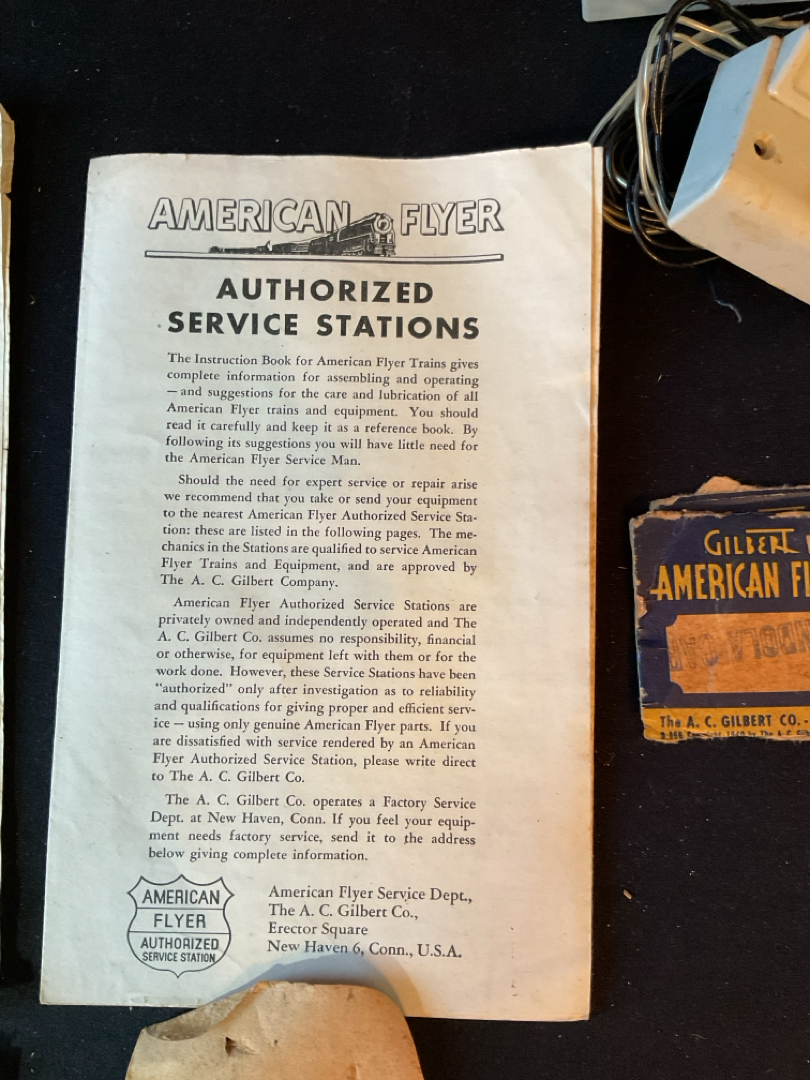 AMERICAN FLYER
AUTHORIZED
SERVICE STATIONS
The Instruction Book for American Flyer Trains gives
complete information for assembling and operating
— and suggestions for the care and lubrication of all
American Flyer trains and equipment. You should
read it carefully and keep it as a reference book. By
following its suggestions you will have little need for
the American Flyer Service Man.
Should the need for expert service or repair arise
we recommend that you take or send your equipment
to the nearest American Flyer Authorized Service Sta-
tion: these are listed in the following pages. The me-
chanics in the Stations are qualified to service American
Flyer Trains and Equipment, and are approved by
The A. C. Gilbert Company.
American Flyer Authorized Service Stations are
privately owned and independently operated and The
A. C. Gilbert Co. assumes no responsibility, financial
or otherwise, for equipment left with them or for the
work done. However, these Service Stations have been
"authorized" only after investigation as to reliability
and qualifications for giving proper and efficient serv-
ice — using only genuine American Flyer parts. If you
are dissatisfied with service rendered by an American
Flyer Authorized Service Station, please write direct
to The A. C. Gilbert Co.
The A. C. Gilbert Co. operates a Factory Service
Dept. at New Haven, Conn. If you feel your equip-
ment needs factory service, send it to the address
below giving complete information.
AMERICAN
FLYER
AUTHORIZED
SERVICE STATION
American Flyer Service Dept.,
The A. C. Gilbert Co.,
Erector Square
New Haven 6, Conn., U.S.A.
GILBERT
AMERICAN FL
The A. C. GILBERT CO. -